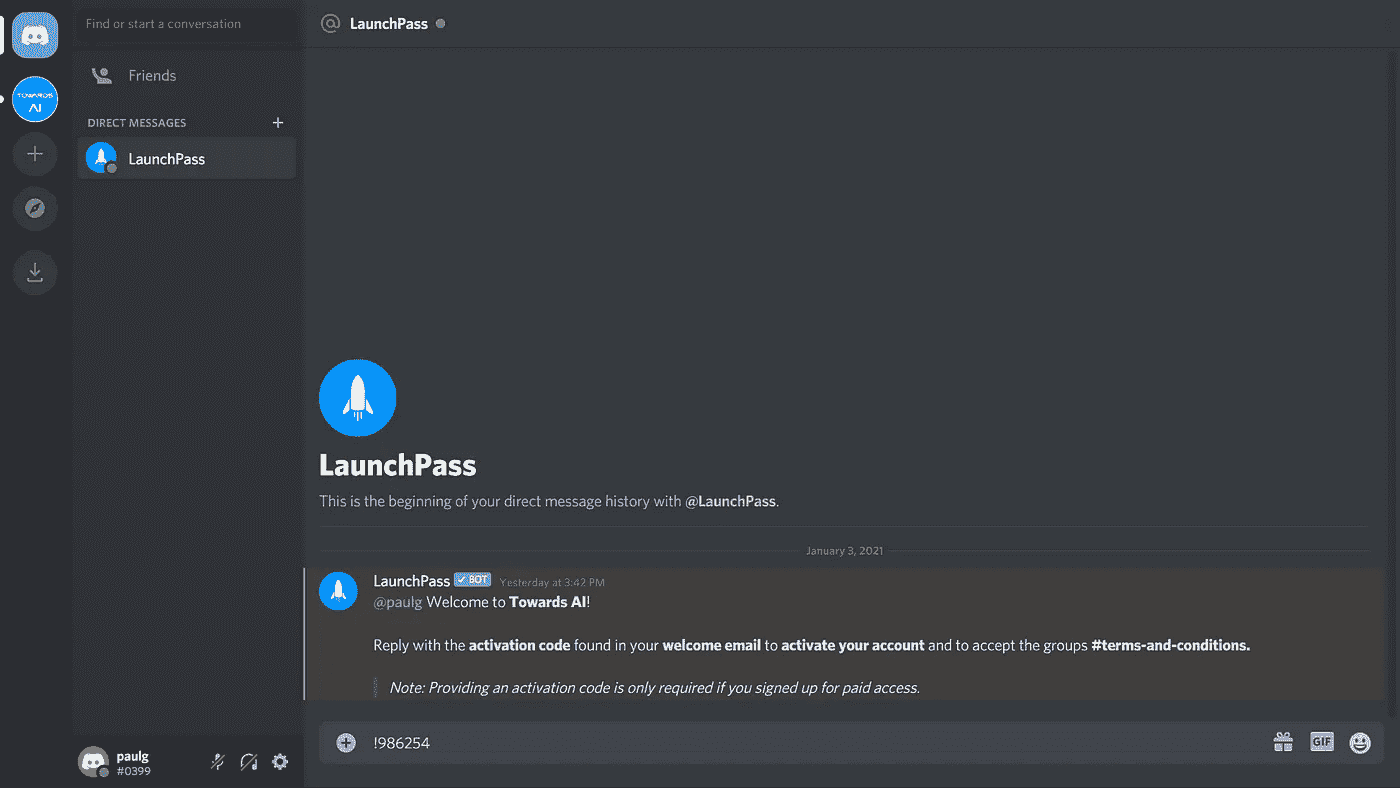 Find or start a conversation
@ LaunchPass
TOWARDS
AI
Friends
DIRECT MESSAGES
LaunchPass
LaunchPass
This is the beginning of your direct message history with @LaunchPass.
January 3, 2021
LaunchPass BOT Yesterday at 3:42 PM
@paulg Welcome to Towards AI!
Reply with the activation code found in your welcome email to activate your account and to accept the groups #terms-and-conditions.
Note: Providing an activation code is only required if you signed up for paid access.
!986254
GIF
paulg
#0399